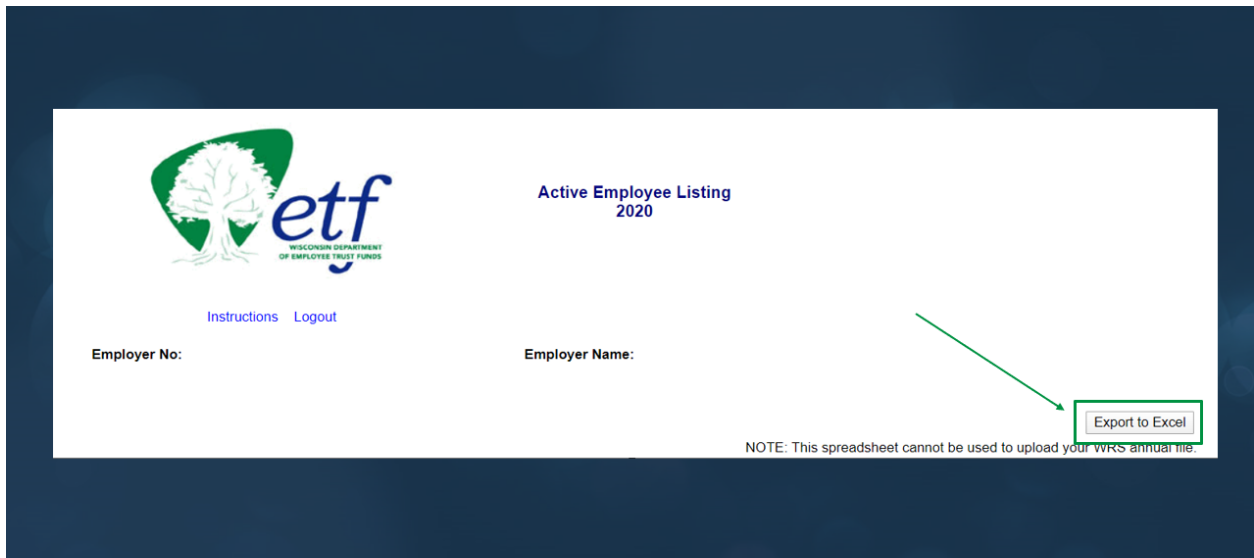 etf
WISCONSIN DEPARTMENT
OF EMPLOYEE TRUST FUNDS
Active Employee Listing
2020
Instructions Logout
Employer No:
Employer Name:
Export to Excel
NOTE: This spreadsheet cannot be used to upload your WRS annual file.